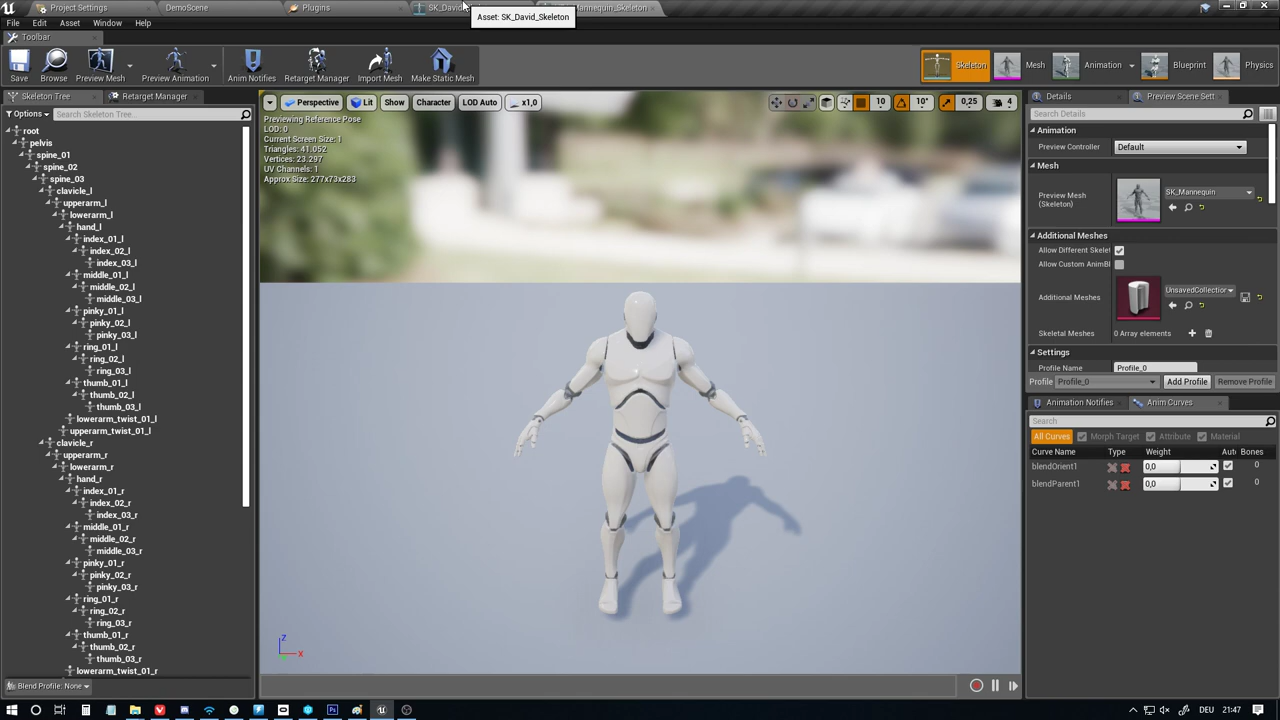 Project Settings
DemoScene
Plugins
SK_David
Mannequin_Skeleton
Asset: SK_David_Skeleton
File
Edit
Asset
Window
Help
Toolbar
Save
Browse
Preview Mesh
Preview Animation
Anim Notifies
Retarget Manager
Import Mesh
Make Static Mesh
Skeleton
Mesh
Animation
Blueprint
Physics
Skeleton Tree
Retarget Manager
Options
Search Skeleton Tree...
root
pelvis
spine_01
spine_02
spine_03
clavicle_l
upperarm_l
lowerarm_l
hand_l
index_01_l
index_02_l
index_03_l
middle_01_l
middle_02_l
middle_03_l
pinky_01_l
pinky_02_l
pinky_03_l
ring_01_l
ring_02_l
ring_03_l
thumb_01_l
thumb_02_l
thumb_03_l
lowerarm_twist_01_l
upperarm_twist_01_l
clavicle_r
upperarm_r
lowerarm_r
hand_r
index_01_r
index_02_r
index_03_r
middle_01_r
middle_02_r
middle_03_r
pinky_01_r
pinky_02_r
pinky_03_r
ring_01_r
ring_02_r
ring_03_r
thumb_01_r
thumb_02_r
thumb_03_r
lowerarm_twist_01_r
Blend Profile: None
Perspective
Lit
Show
Character
LOD Auto
x1,0
10
10°
0,25
4
Previewing Reference Pose
LOD: 0
Current Screen Size: 1
Triangles: 41.052
Vertices: 23.297
UV Channels: 1
Approx Size: 277x73x283
Z
X
Details
Preview Scene Sett
Search Details
Animation
Preview Controller
Default
Mesh
Preview Mesh
(Skeleton)
SK_Mannequin
Additional Meshes
Allow Different Skele
Allow Custom AnimBl
Additional Meshes
UnsavedCollection
Skeletal Meshes
0 Array elements
Settings
Profile Name
Profile_0
Profile
Profile_0
Add Profile
Remove Profile
Animation Notifies
Anim Curves
Search
All Curves
Morph Target
Attribute
Material
Curve Name
Type
Weight
Auto
Bones
blendOrient1
0,0
0
blendParent1
0,0
0
DEU
21:47